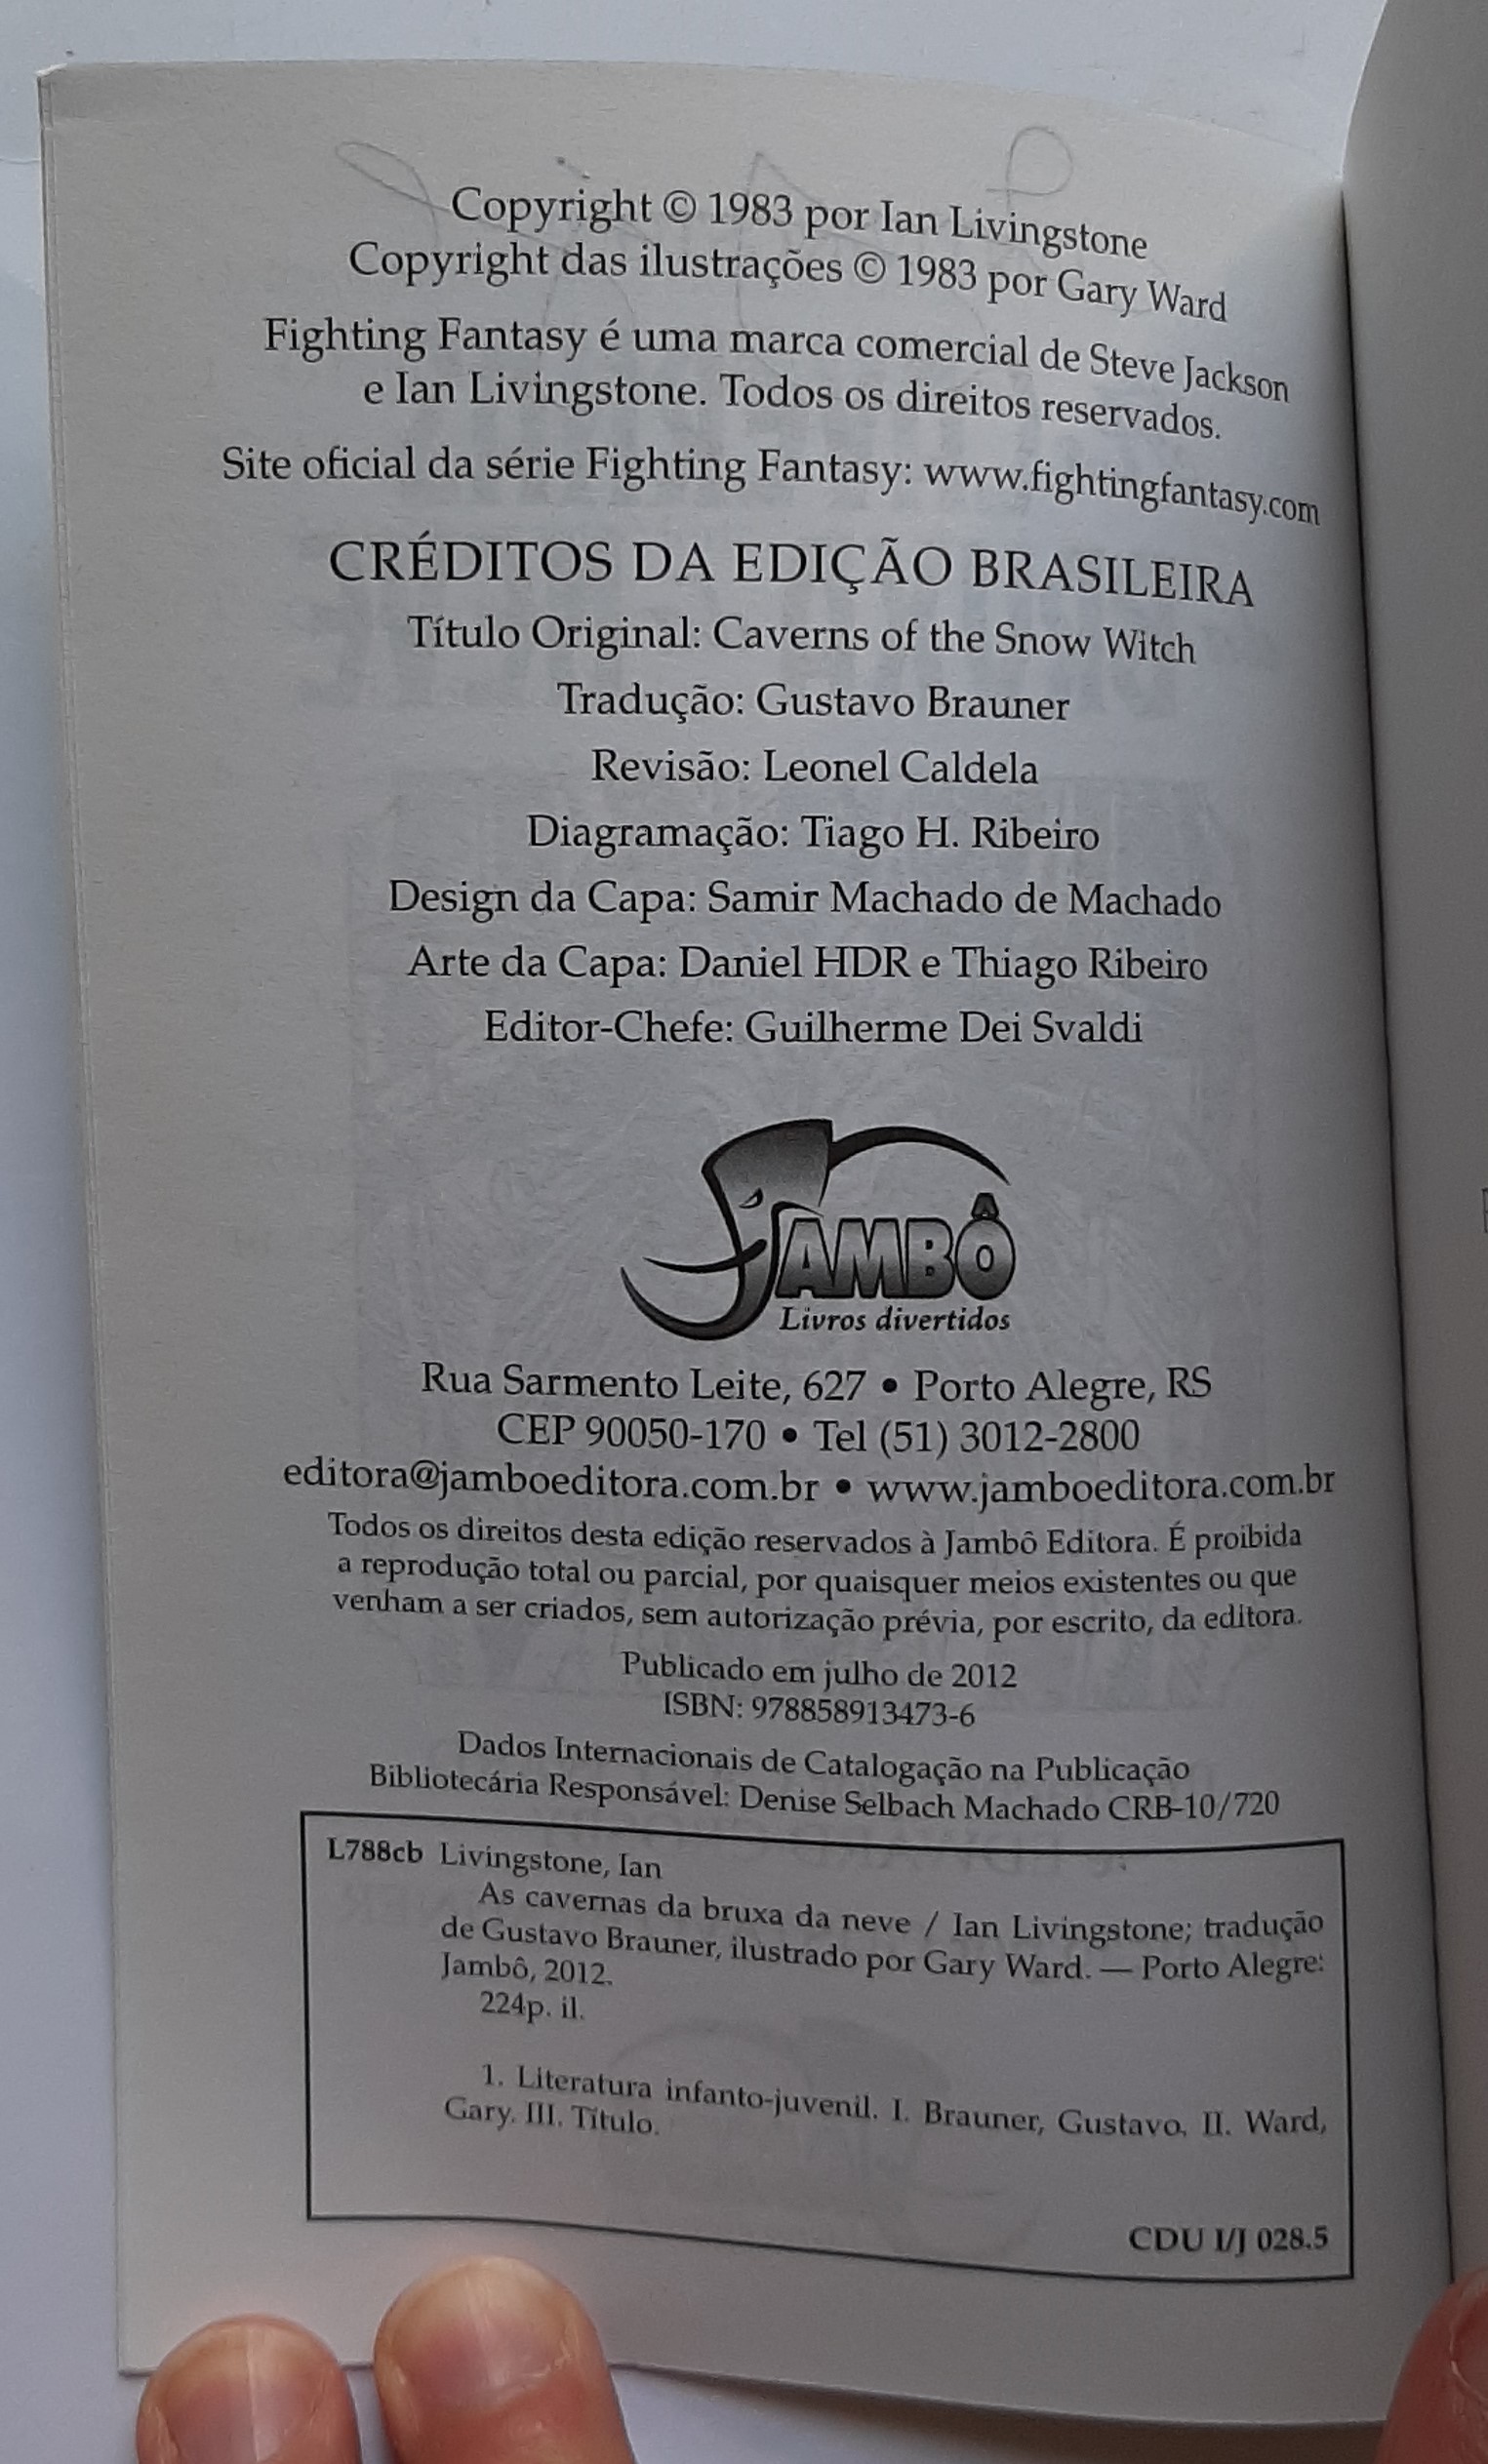 Copyright © 1983 por Ian Livingstone
Copyright das ilustrações © 1983 por Gary Ward
Fighting Fantasy é uma marca comercial de Steve Jackson
e Ian Livingstone. Todos os direitos reservados.
Site oficial da série Fighting Fantasy: www.fightingfantasy.com
CRÉDITOS DA EDIÇÃO BRASILEIRA
Título Original: Caverns of the Snow Witch
Tradução: Gustavo Brauner
Revisão: Leonel Caldela
Diagramação: Tiago H. Ribeiro
Design da Capa: Samir Machado de Machado
Arte da Capa: Daniel HDR e Thiago Ribeiro
Editor-Chefe: Guilherme Dei Svaldi
JAMBÔ
Livros divertidos
Rua Sarmento Leite, 627 • Porto Alegre, RS
CEP 90050-170 • Tel (51) 3012-2800
editora@jamboeditora.com.br • www.jamboeditora.com.br
Todos os direitos desta edição reservados à Jambô Editora. É proibida
a reprodução total ou parcial, por quaisquer meios existentes ou que
venham a ser criados, sem autorização prévia, por escrito, da editora.
Publicado em julho de 2012
ISBN: 978858913473-6
Dados Internacionais de Catalogação na Publicação
Bibliotecária Responsável: Denise Selbach Machado CRB-10/720
L788cb Livingstone, Ian
As cavernas da bruxa da neve / Ian Livingstone; tradução
de Gustavo Brauner, ilustrado por Gary Ward. — Porto Alegre:
Jambô, 2012.
224p. il.
1. Literatura infanto-juvenil. I. Brauner, Gustavo. II. Ward,
Gary. III. Título.
CDU I/J 028.5